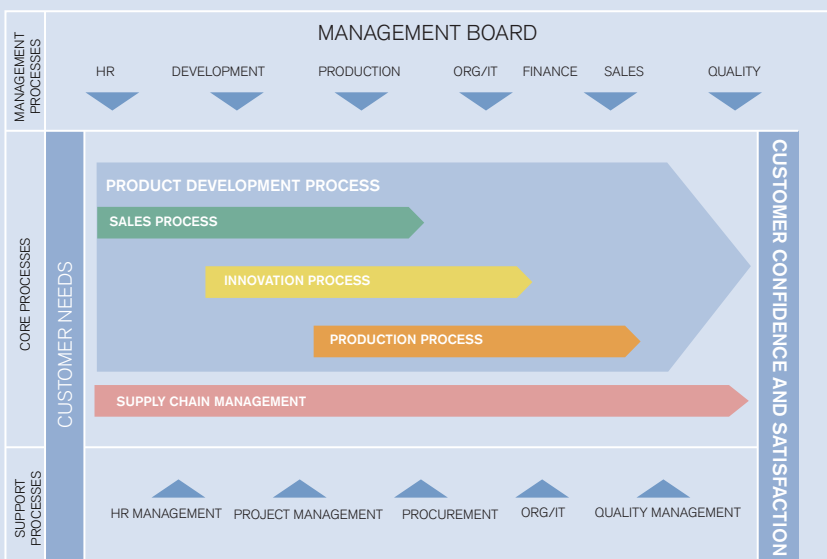 MANAGEMENT BOARD
MANAGEMENT
PROCESSES
HR
DEVELOPMENT
PRODUCTION
ORG/IT
FINANCE
SALES
QUALITY
CORE PROCESSES
CUSTOMER NEEDS
PRODUCT DEVELOPMENT PROCESS
SALES PROCESS
INNOVATION PROCESS
PRODUCTION PROCESS
SUPPLY CHAIN MANAGEMENT
CUSTOMER CONFIDENCE AND SATISFACTION
SUPPORT
PROCESSES
HR MANAGEMENT
PROJECT MANAGEMENT
PROCUREMENT
ORG/IT
QUALITY MANAGEMENT